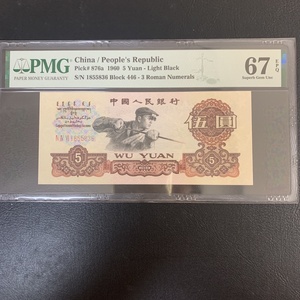 PMG
PAPER MONEY GUARANTY
China / People's Republic
Pick# 876a 1960 5 Yuan - Light Black
S/N 1855836 Block 446 - 3 Roman Numerals
67 EPQ
Superb Gem Unc
中国人民银行
伍圆
5
WU YUAN
5